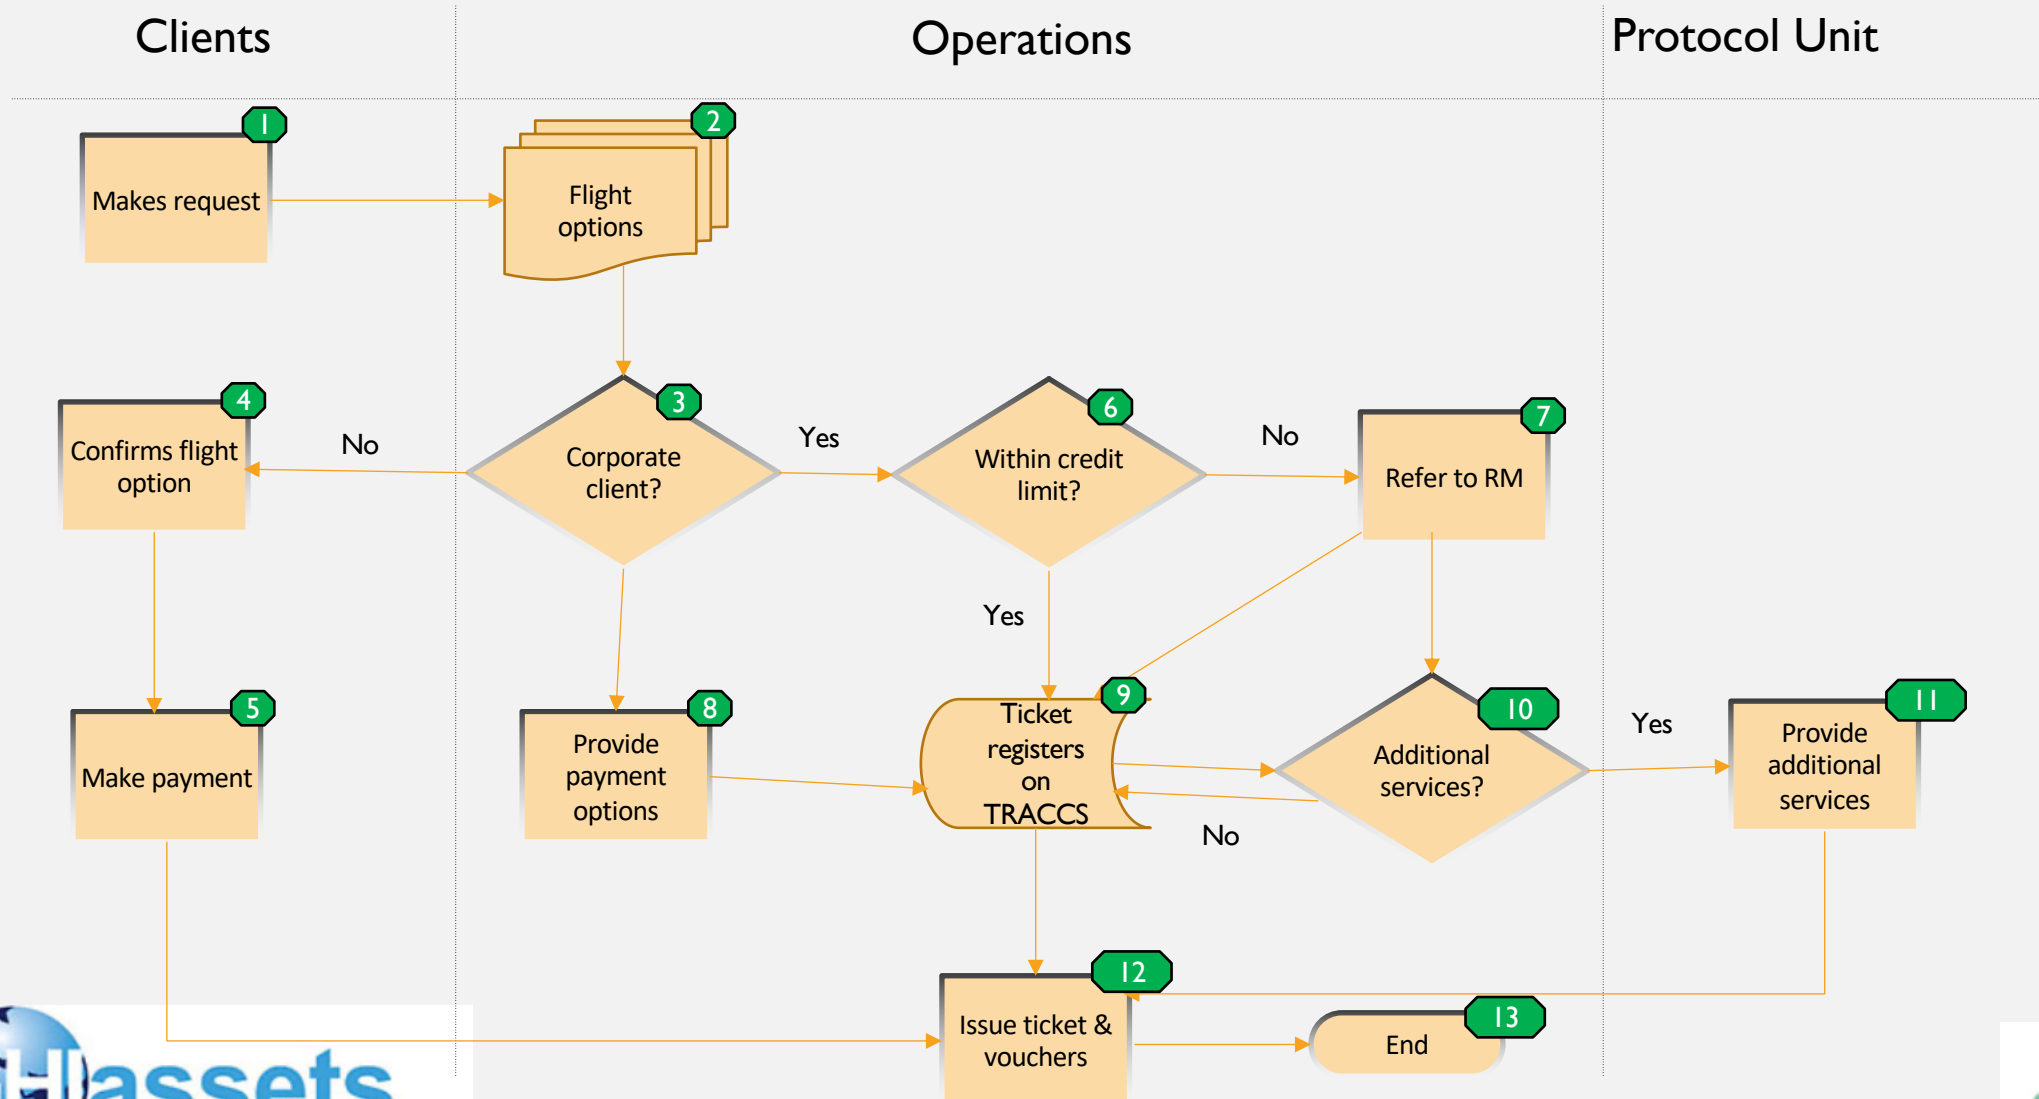 Clients
Operations
Protocol Unit
1
2
Makes request
Flight
options
3
4
6
7
Confirms flight
option
No
Corporate
client?
Yes
Within credit
limit?
No
Refer to RM
Yes
5
8
9
10
11
Make payment
Provide
payment
options
Ticket
registers
on
TRACCS
Additional
services?
Yes
Provide
additional
services
No
12
13
Issue ticket &
vouchers
End
assets